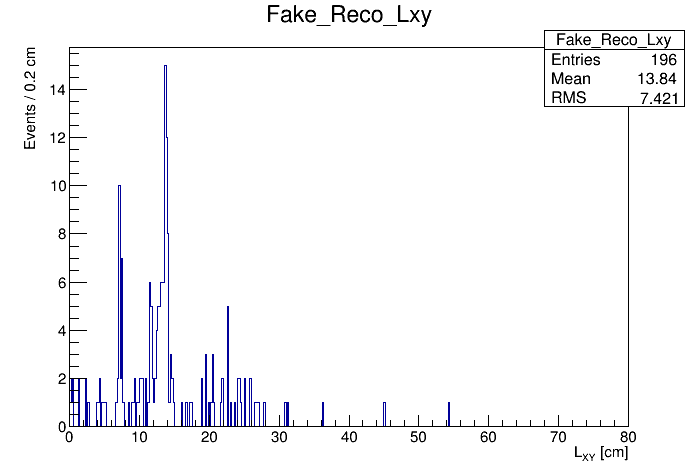 Fake_Reco_Lxy
Fake_Reco_Lxy
Entries 196
Mean 13.84
RMS 7.421
Events / 0.2 cm
14
12
10
8
6
4
2
0
0 10 20 30 40 50 60 70 80
LXY [cm]